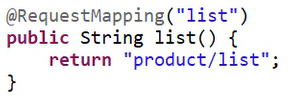 @RequestMapping("list")
public String list() {
    return "product/list";
}